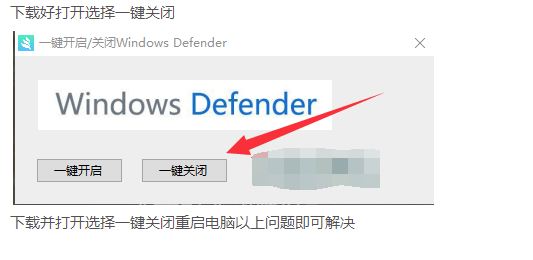 下载好打开选择一键关闭
一键开启/关闭Windows Defender
Windows Defender
一键开启 一键关闭
下载并打开选择一键关闭重启电脑以上问题即可解决